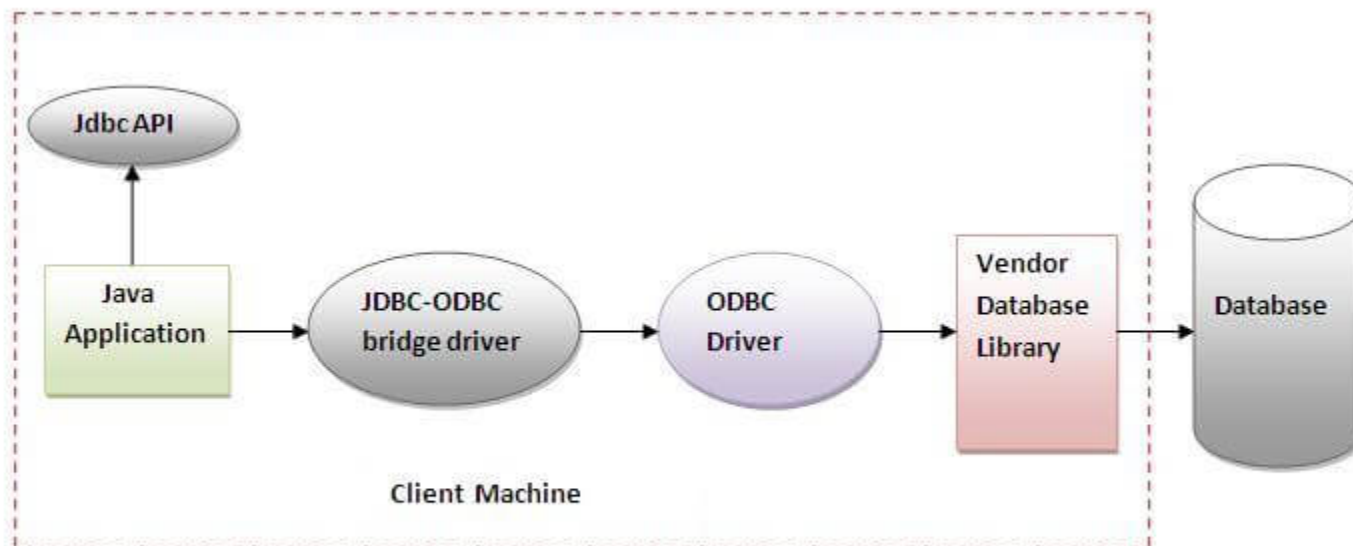 Jdbc API
Java
Application
JDBC-ODBC
bridge driver
ODBC
Driver
Vendor
Database
Library
Database
Client Machine